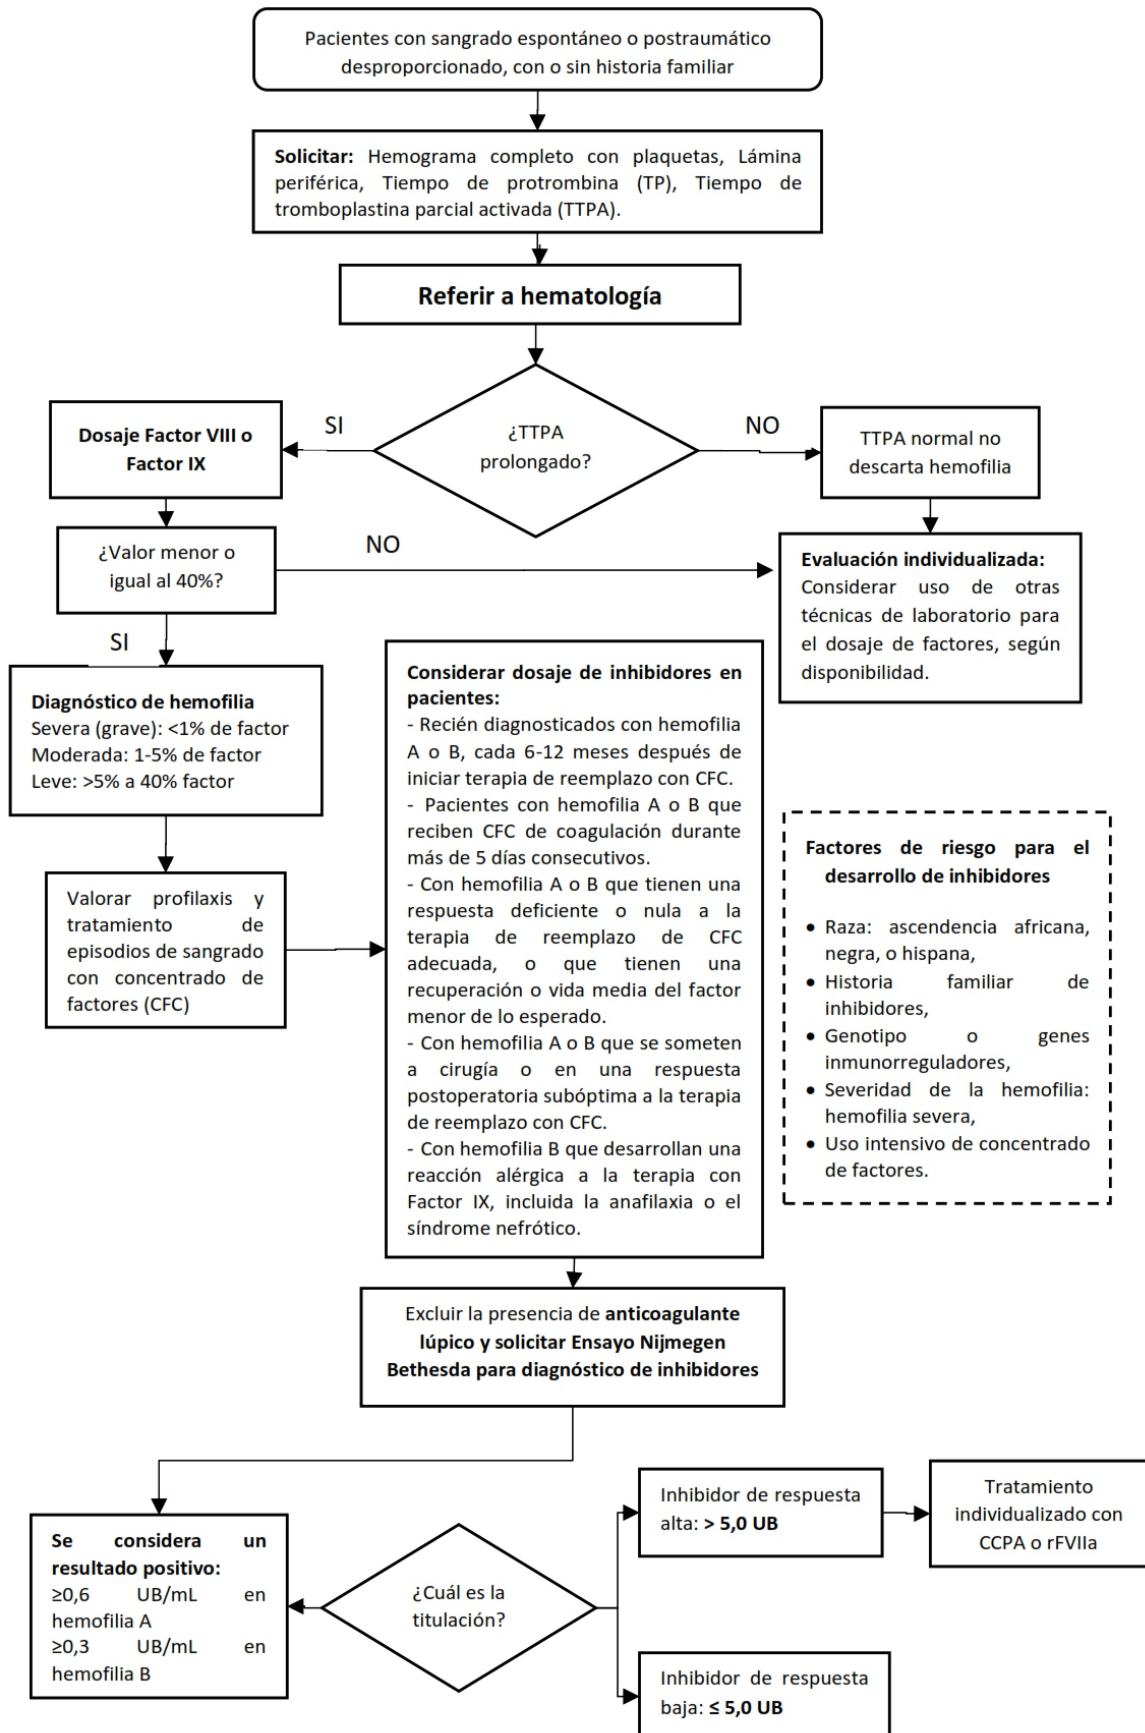 Pacientes con sangrado espontáneo o postraumático
desproporcionado, con o sin historia familiar
Solicitar: Hemograma completo con plaquetas, Lámina
periférica, Tiempo de protrombina (TP), Tiempo de
tromboplastina parcial activada (TTPA).
Referir a hematología
¿TTPA
prolongado?
SI
NO
Dosaje Factor VIII o
Factor IX
TTPA normal no
descarta hemofilia
¿Valor menor o
igual al 40%?
NO
SI
Evaluación individualizada:
Considerar uso de otras
técnicas de laboratorio para
el dosaje de factores, según
disponibilidad.
Diagnóstico de hemofilia
Severa (grave): <1% de factor
Moderada: 1-5% de factor
Leve: >5% a 40% factor
Valorar profilaxis y
tratamiento de
episodios de sangrado
con concentrado de
factores (CFC)
Considerar dosaje de inhibidores en
pacientes:
- Recién diagnosticados con hemofilia
A o B, cada 6-12 meses después de
iniciar terapia de reemplazo con CFC.
- Pacientes con hemofilia A o B que
reciben CFC de coagulación durante
más de 5 días consecutivos.
- Con hemofilia A o B que tienen una
respuesta deficiente o nula a la
terapia de reemplazo de CFC
adecuada, o que tienen una
recuperación o vida media del factor
menor de lo esperado.
- Con hemofilia A o B que se someten
a cirugía o en una respuesta
postoperatoria subóptima a la terapia
de reemplazo con CFC.
- Con hemofilia B que desarrollan una
reacción alérgica a la terapia con
Factor IX, incluida la anafilaxia o el
síndrome nefrótico.
Factores de riesgo para el
desarrollo de inhibidores
• Raza: ascendencia africana,
negra, o hispana,
• Historia familiar de
inhibidores,
• Genotipo o genes
inmunorreguladores,
• Severidad de la hemofilia:
hemofilia severa,
• Uso intensivo de concentrado
de factores.
Excluir la presencia de anticoagulante
lúpico y solicitar Ensayo Nijmegen
Bethesda para diagnóstico de inhibidores
Se considera un
resultado positivo:
≥0,6 UB/mL en
hemofilia A
≥0,3 UB/mL en
hemofilia B
¿Cuál es la
titulación?
Inhibidor de respuesta
alta: > 5,0 UB
Tratamiento
individualizado con
CCPA o rFVIIa
Inhibidor de respuesta
baja: ≤ 5,0 UB